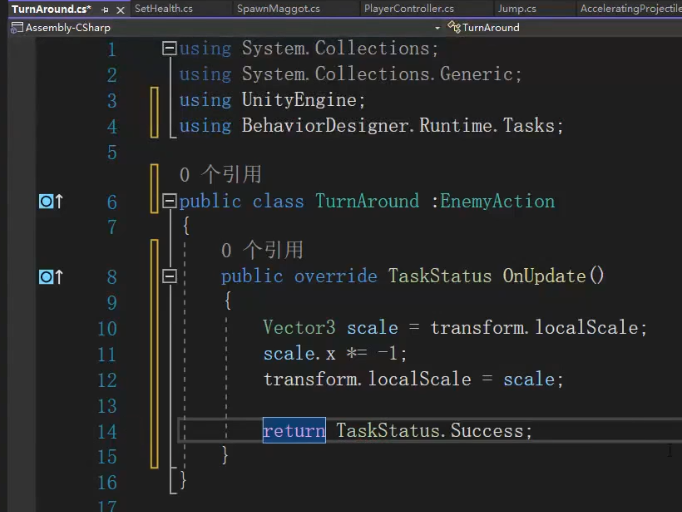 TurnAround.cs*
SetHealth.cs
SpawnMaggot.cs
PlayerController.cs
Jump.cs
AcceleratingProjectile
Assembly-CSharp
TurnAround
1 using System.Collections;
2 using System.Collections.Generic;
3 using UnityEngine;
4 using BehaviorDesigner.Runtime.Tasks;
5
0 个引用
6 public class TurnAround :EnemyAction
7 {
0 个引用
8 public override TaskStatus OnUpdate()
9 {
10 Vector3 scale = transform.localScale;
11 scale.x *= -1;
12 transform.localScale = scale;
13
14 return TaskStatus.Success;
15 }
16 }
17